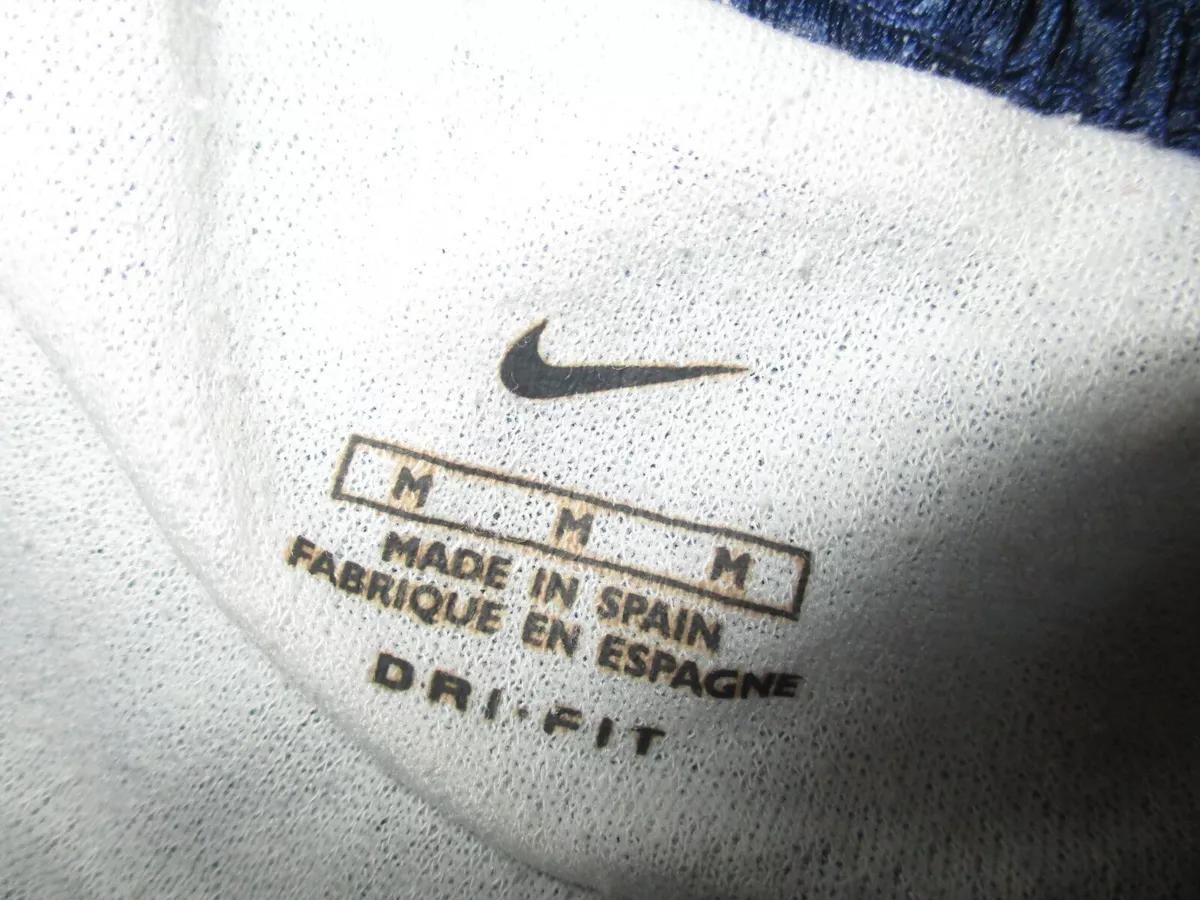 M M M
MADE IN SPAIN
FABRIQUE EN ESPAGNE
DRI·FIT